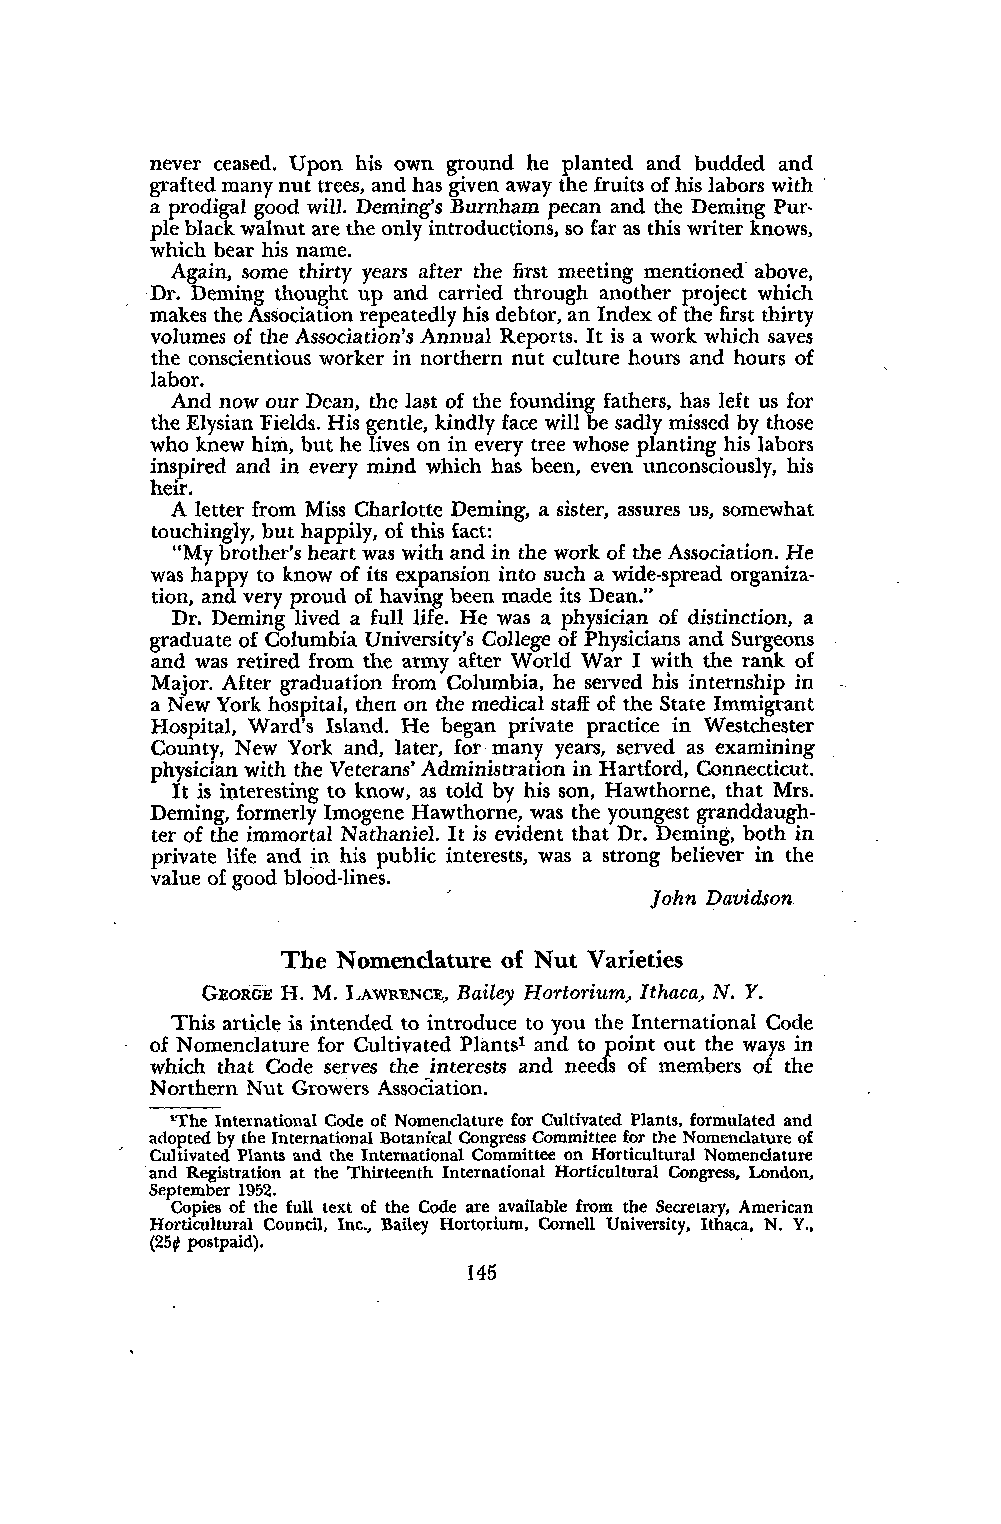 never ceased. Upon his own ground he planted and budded and
grafted many nut trees, and has given away the fruits of his labors with
a prodigal good will. Deming's Burnham pecan and the Deming Pur-
ple black walnut are the only introductions, so far as this writer knows,
which bear his name.
Again, some thirty years after the first meeting mentioned above,
Dr. Deming thought up and carried through another project which
makes the Association repeatedly his debtor, an Index of the first thirty
volumes of the Association's Annual Reports. It is a work which saves
the conscientious worker in northern nut culture hours and hours of
labor.
And now our Dean, the last of the founding fathers, has left us for
the Elysian Fields. His gentle, kindly face will be sadly missed by those
who knew him, but he lives on in every tree whose planting his labors
inspired and in every mind which has been, even unconsciously, his
heir.
A letter from Miss Charlotte Deming, a sister, assures us, somewhat
touchingly, but happily, of this fact:
"My brother's heart was with and in the work of the Association. He
was happy to know of its expansion into such a wide-spread organiza-
tion, and very proud of having been made its Dean."
Dr. Deming lived a full life. He was a physician of distinction, a
graduate of Columbia University's College of Physicians and Surgeons
and was retired from the army after World War I with the rank of
Major. After graduation from Columbia, he served his internship in
a New York hospital, then on the medical staff of the State Immigrant
Hospital, Ward's Island. He began private practice in Westchester
County, New York and, later, for many years, served as examining
physician with the Veterans' Administration in Hartford, Connecticut.
It is interesting to know, as told by his son, Hawthorne, that Mrs.
Deming, formerly Imogene Hawthorne, was the youngest granddaugh-
ter of the immortal Nathaniel. It is evident that Dr. Deming, both in
private life and in his public interests, was a strong believer in the
value of good blood-lines.
John Davidson
The Nomenclature of Nut Varieties
GEORGE H. M. LAWRENCE, Bailey Hortorium, Ithaca, N. Y.
This article is intended to introduce to you the International Code
of Nomenclature for Cultivated Plants¹ and to point out the ways in
which that Code serves the interests and needs of members of the
Northern Nut Growers Association.
¹The International Code of Nomenclature for Cultivated Plants, formulated and
adopted by the International Botanical Congress Committee for the Nomenclature of
Cultivated Plants and the International Committee on Horticultural Nomenclature
and Registration at the Thirteenth International Horticultural Congress, London,
September 1952.
Copies of the full text of the Code are available from the Secretary, American
Horticultural Council, Inc., Bailey Hortorium, Cornell University, Ithaca, N. Y.,
(25¢ postpaid).
145